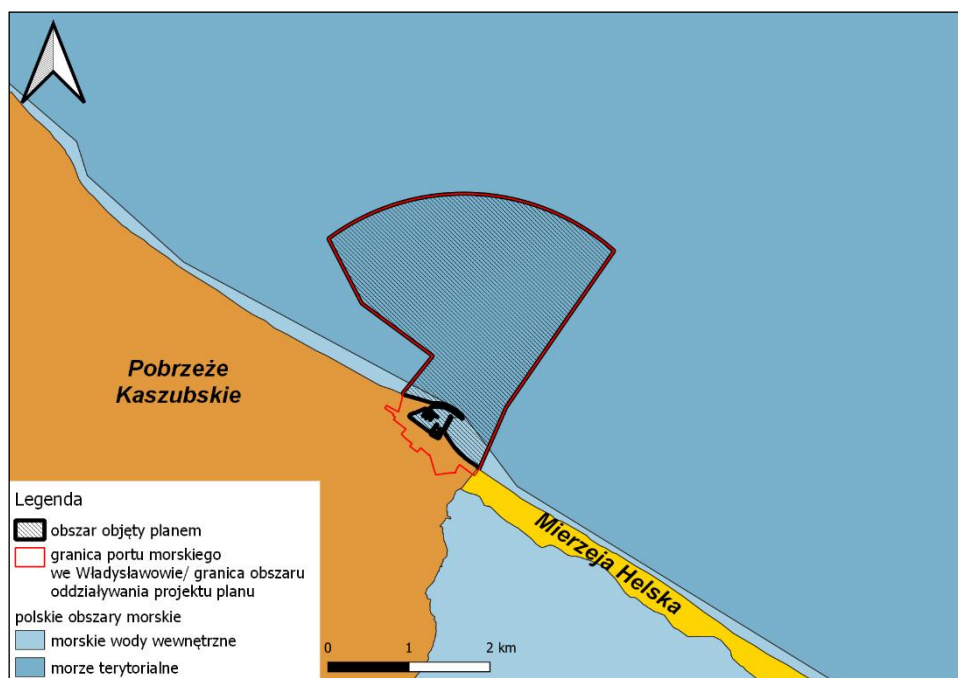 Pobrzeże
Kaszubskie
Mierzeja Helska
Legenda
obszar objęty planem
granica portu morskiego
we Władysławowie/ granica obszaru
oddziaływania projektu planu
polskie obszary morskie
morskie wody wewnętrzne
morze terytorialne
0 1 2 km